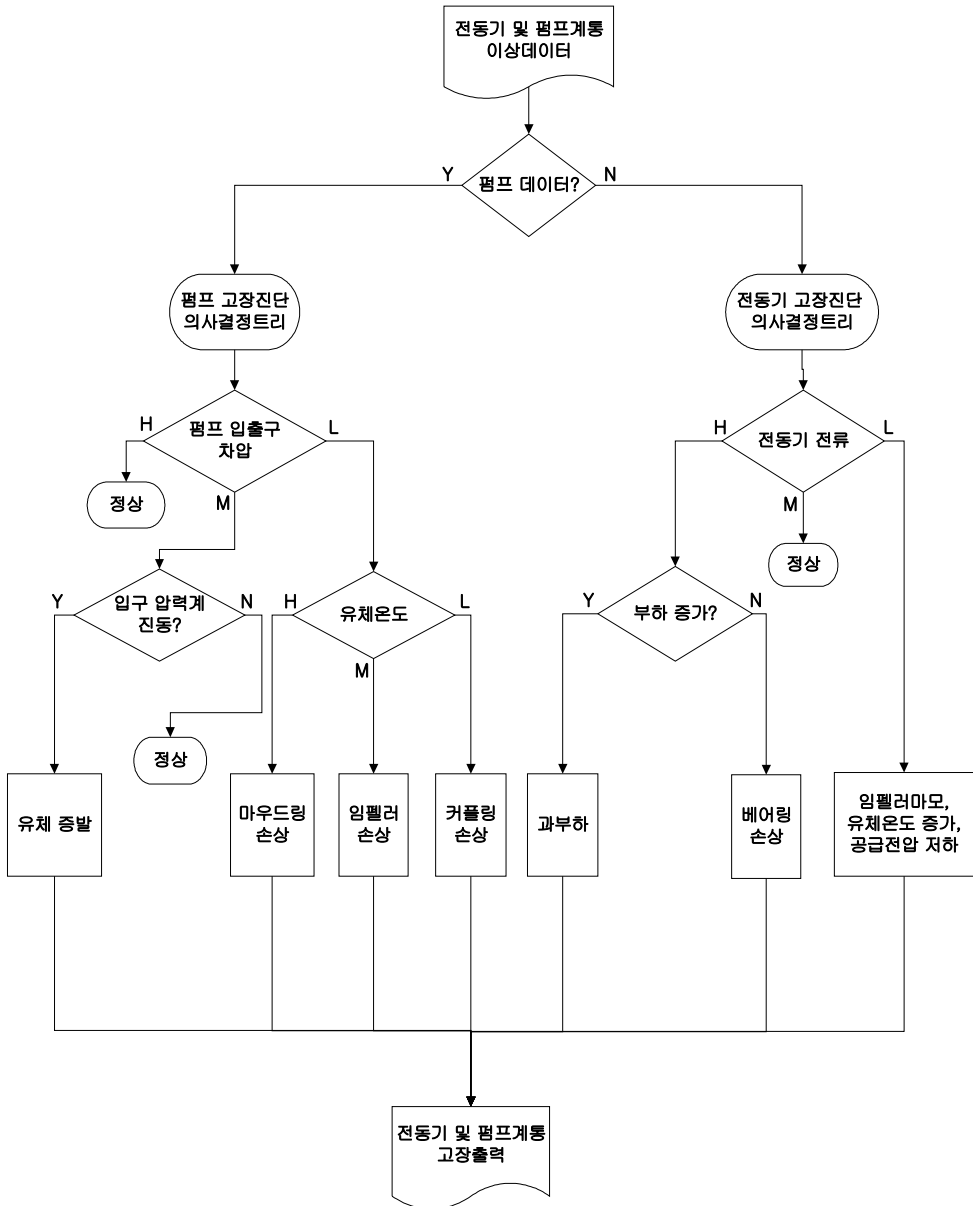 전동기 및 펌프계통
이상데이터
Y
펌프 데이터?
N
펌프 고장진단
의사결정트리
전동기 고장진단
의사결정트리
H
펌프 입출구
차압
L
M
정상
H
전동기 전류
L
M
정상
Y
입구 압력계
진동?
N
정상
H
유체온도
L
M
Y
부하 증가?
N
유체 증발
마우드링
손상
임펠러
손상
커플링
손상
과부하
베어링
손상
임펠러마모,
유체온도 증가,
공급전압 저하
전동기 및 펌프계통
고장출력